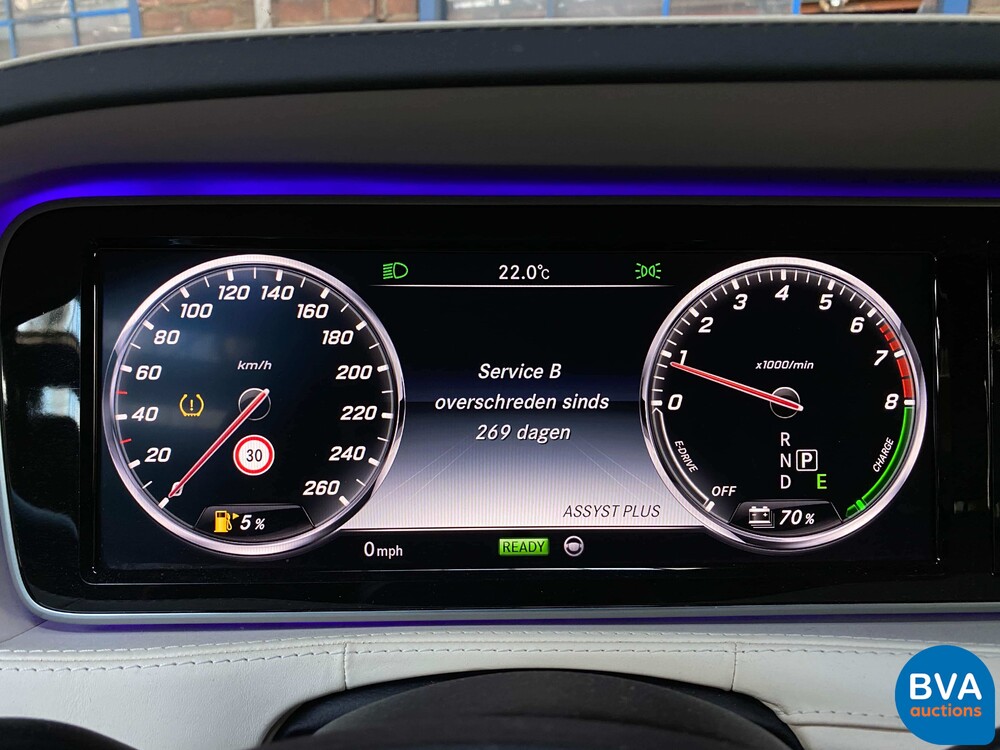 22.0°c
20
40
60
80
100
120
140
160
180
200
220
240
260
km/h
30
5 %
Service B
overschreden sinds
269 dagen
ASSYST PLUS
0 mph
READY
0
1
2
3
4
5
6
7
8
x1000/min
R
N P
D E
E-DRIVE
OFF
CHARGE
70 %
BVA
auctions